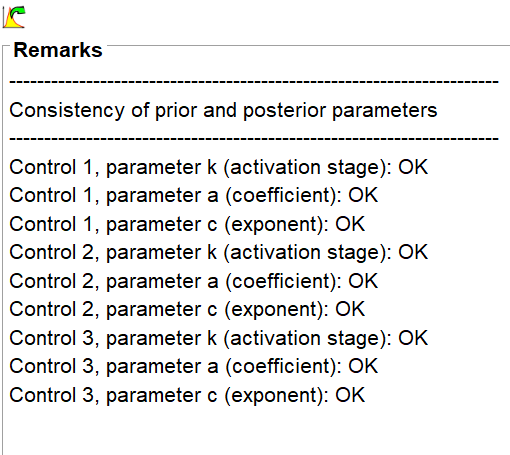 Remarks
----------------------------------------------------------------------
Consistency of prior and posterior parameters
----------------------------------------------------------------------
Control 1, parameter k (activation stage): OK
Control 1, parameter a (coefficient): OK
Control 1, parameter c (exponent): OK
Control 2, parameter k (activation stage): OK
Control 2, parameter a (coefficient): OK
Control 2, parameter c (exponent): OK
Control 3, parameter k (activation stage): OK
Control 3, parameter a (coefficient): OK
Control 3, parameter c (exponent): OK